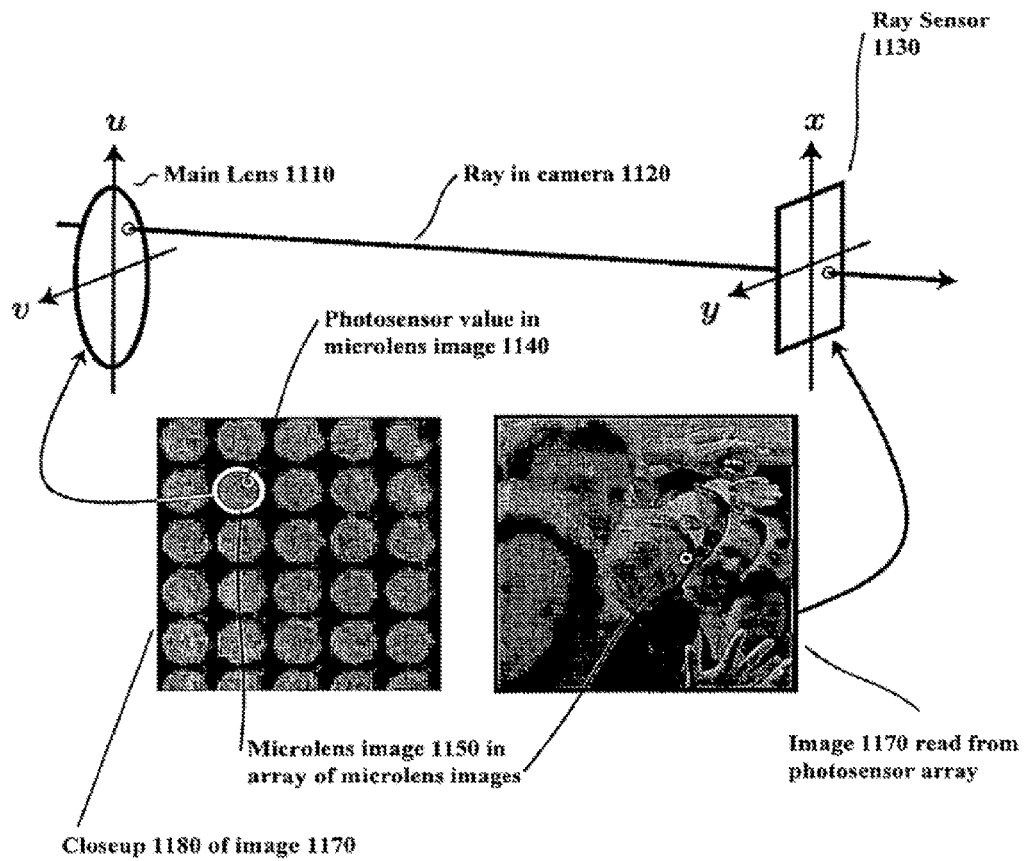 Ray Sensor
1130
u
x
Main Lens 1110
Ray in camera 1120
v
y
Photosensor value in
microlens image 1140
Microlens image 1150 in
array of microlens images
Image 1170 read from
photosensor array
Closeup 1180 of image 1170